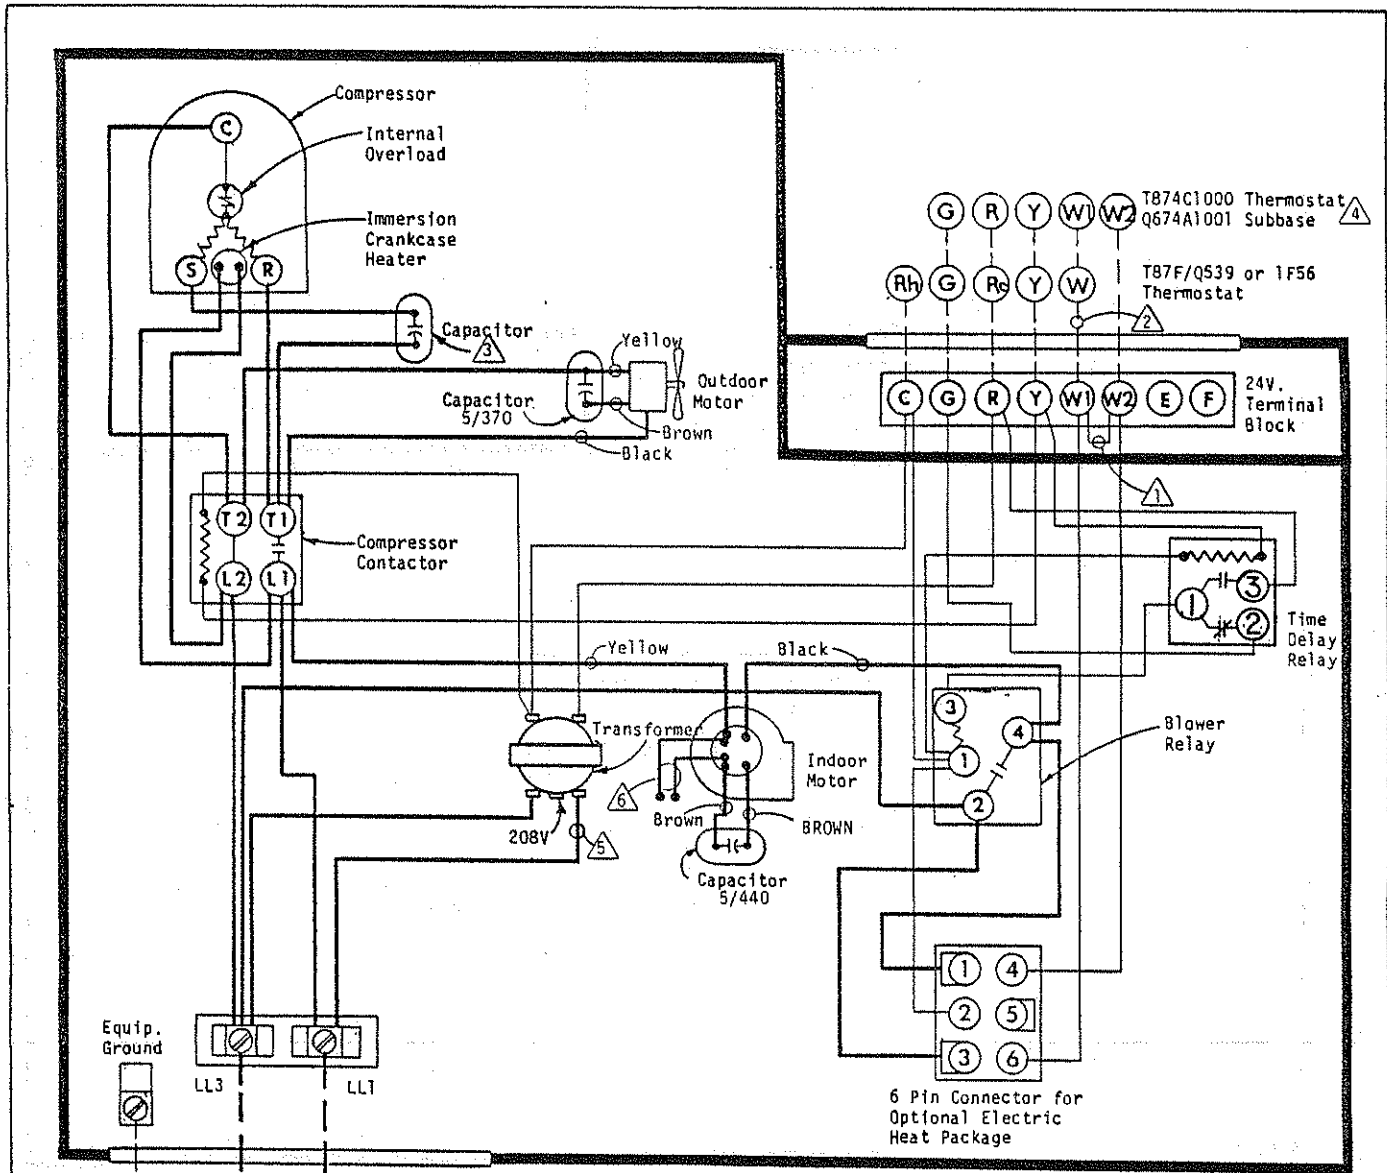 Compressor
C
Internal
Overload
Immersion
Crankcase
Heater
S
R
Capacitor
3
Yellow
Outdoor
Motor
Capacitor
5/370
Brown
Black
G R Y W1 W2
T874C1000 Thermostat
Q674A1001 Subbase
4
Rh G Rc Y W
T87F/Q539 or 1F56
Thermostat
2
C G R Y W1 W2 E F
24V.
Terminal
Block
1
T2 T1
L2 L1
Compressor
Contactor
3
1
2
Time
Delay
Relay
Yellow
Black
Transformer
208V
5
6
Indoor
Motor
Brown
BROWN
Capacitor
5/440
3
4
1
2
Blower
Relay
1 4
2 5
3 6
6 Pin Connector for
Optional Electric
Heat Package
Equip.
Ground
LL3
LL1